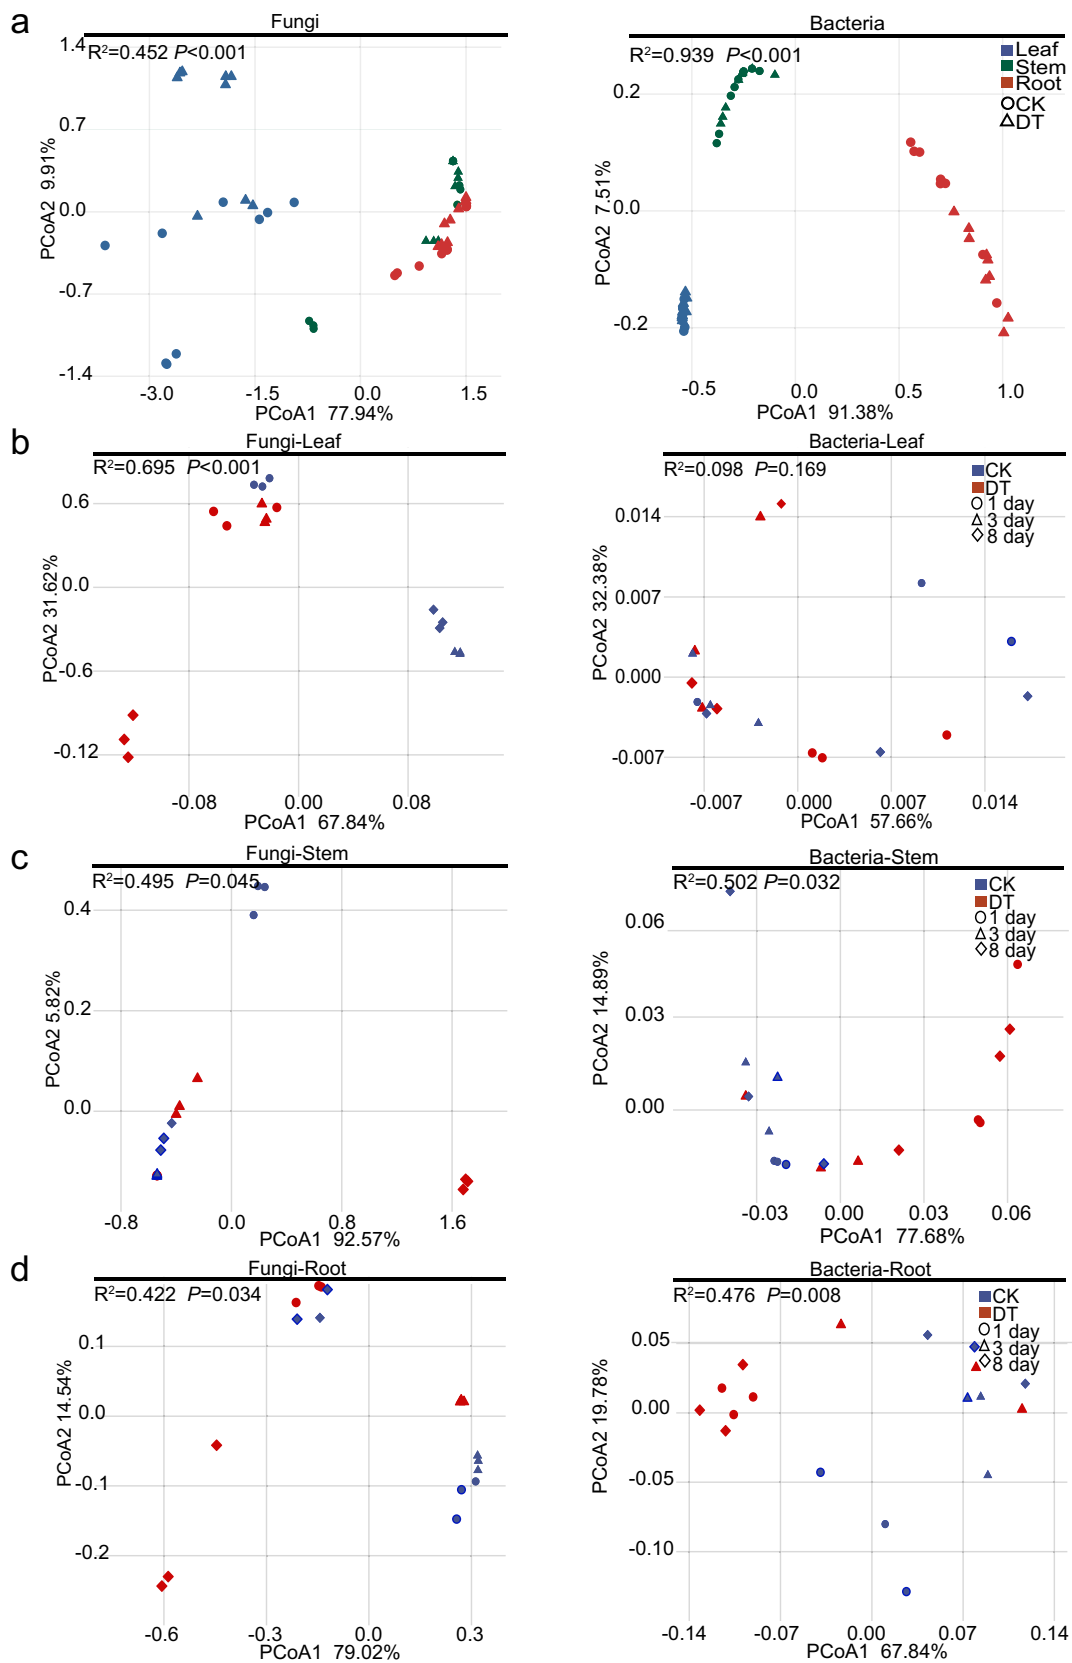 a
Fungi
R²=0.452 P<0.001
1.4
0.7
0.0
-0.7
-1.4
PCoA2 9.91%
-3.0 -1.5 0.0 1.5
PCoA1 77.94%
Bacteria
R²=0.939 P<0.001
Leaf
Stem
Root
CK
DT
0.2
0.0
-0.2
PCoA2 7.51%
-0.5 0.0 0.5 1.0
PCoA1 91.38%
b
Fungi-Leaf
R²=0.695 P<0.001
0.6
0.0
-0.6
-0.12
PCoA2 31.62%
-0.08 0.00 0.08
PCoA1 67.84%
Bacteria-Leaf
R²=0.098 P=0.169
CK
DT
1 day
3 day
8 day
0.014
0.007
0.000
-0.007
PCoA2 32.38%
-0.007 0.000 0.007 0.014
PCoA1 57.66%
c
Fungi-Stem
R²=0.495 P=0.045
0.4
0.2
0.0
PCoA2 5.82%
-0.8 0.0 0.8 1.6
PCoA1 92.57%
Bacteria-Stem
R²=0.502 P=0.032
CK
DT
1 day
3 day
8 day
0.06
0.03
0.00
PCoA2 14.89%
-0.03 0.00 0.03 0.06
PCoA1 77.68%
d
Fungi-Root
R²=0.422 P=0.034
0.1
0.0
-0.1
-0.2
PCoA2 14.54%
-0.6 -0.3 0.0 0.3
PCoA1 79.02%
Bacteria-Root
R²=0.476 P=0.008
CK
DT
1 day
3 day
8 day
0.05
0.00
-0.05
-0.10
PCoA2 19.78%
-0.14 -0.07 0.00 0.07 0.14
PCoA1 67.84%